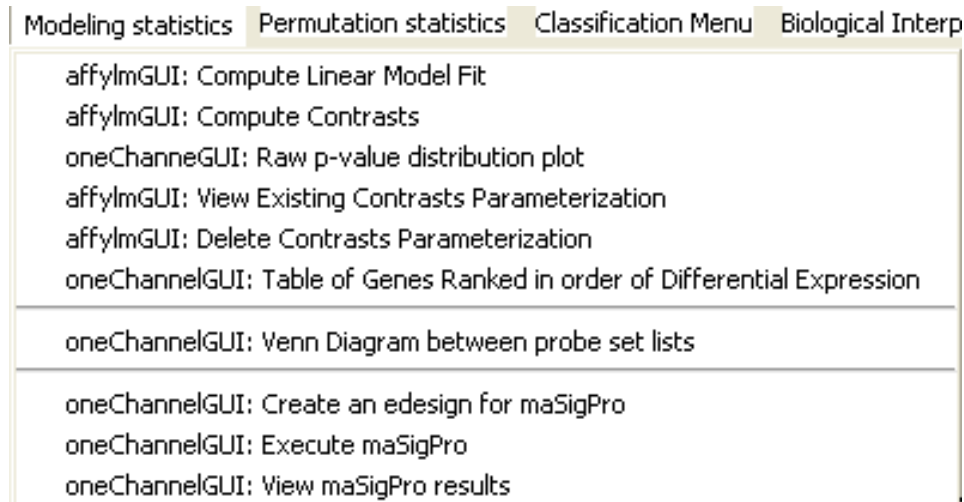 Modeling statistics Permutation statistics Classification Menu Biological Interp
affylmGUI: Compute Linear Model Fit
affylmGUI: Compute Contrasts
oneChanneGUI: Raw p-value distribution plot
affylmGUI: View Existing Contrasts Parameterization
affylmGUI: Delete Contrasts Parameterization
oneChannelGUI: Table of Genes Ranked in order of Differential Expression
oneChannelGUI: Venn Diagram between probe set lists
oneChannelGUI: Create an edesign for maSigPro
oneChannelGUI: Execute maSigPro
oneChannelGUI: View maSigPro results